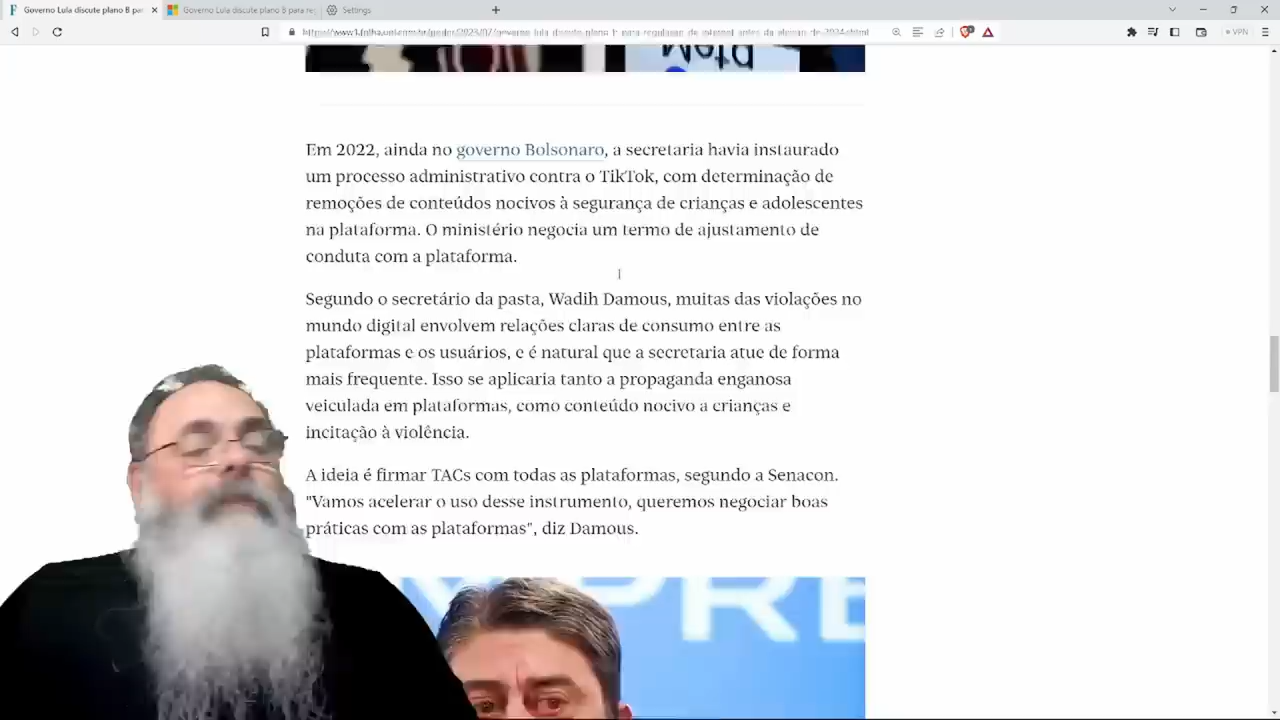 Governo Lula discute plano B pa
Governo Lula discute plano B para re
Settings
VPN
Em 2022, ainda no governo Bolsonaro, a secretaria havia instaurado
um processo administrativo contra o TikTok, com determinação de
remoções de conteúdos nocivos à segurança de crianças e adolescentes
na plataforma. O ministério negocia um termo de ajustamento de
conduta com a plataforma.
Segundo o secretário da pasta, Wadih Damous, muitas das violações no
mundo digital envolvem relações claras de consumo entre as
plataformas e os usuários, e é natural que a secretaria atue de forma
mais frequente. Isso se aplicaria tanto a propaganda enganosa
veiculada em plataformas, como conteúdo nocivo a crianças e
incitação à violência.
A ideia é firmar TACs com todas as plataformas, segundo a Senacon.
"Vamos acelerar o uso desse instrumento, queremos negociar boas
práticas com as plataformas", diz Damous.
PRE